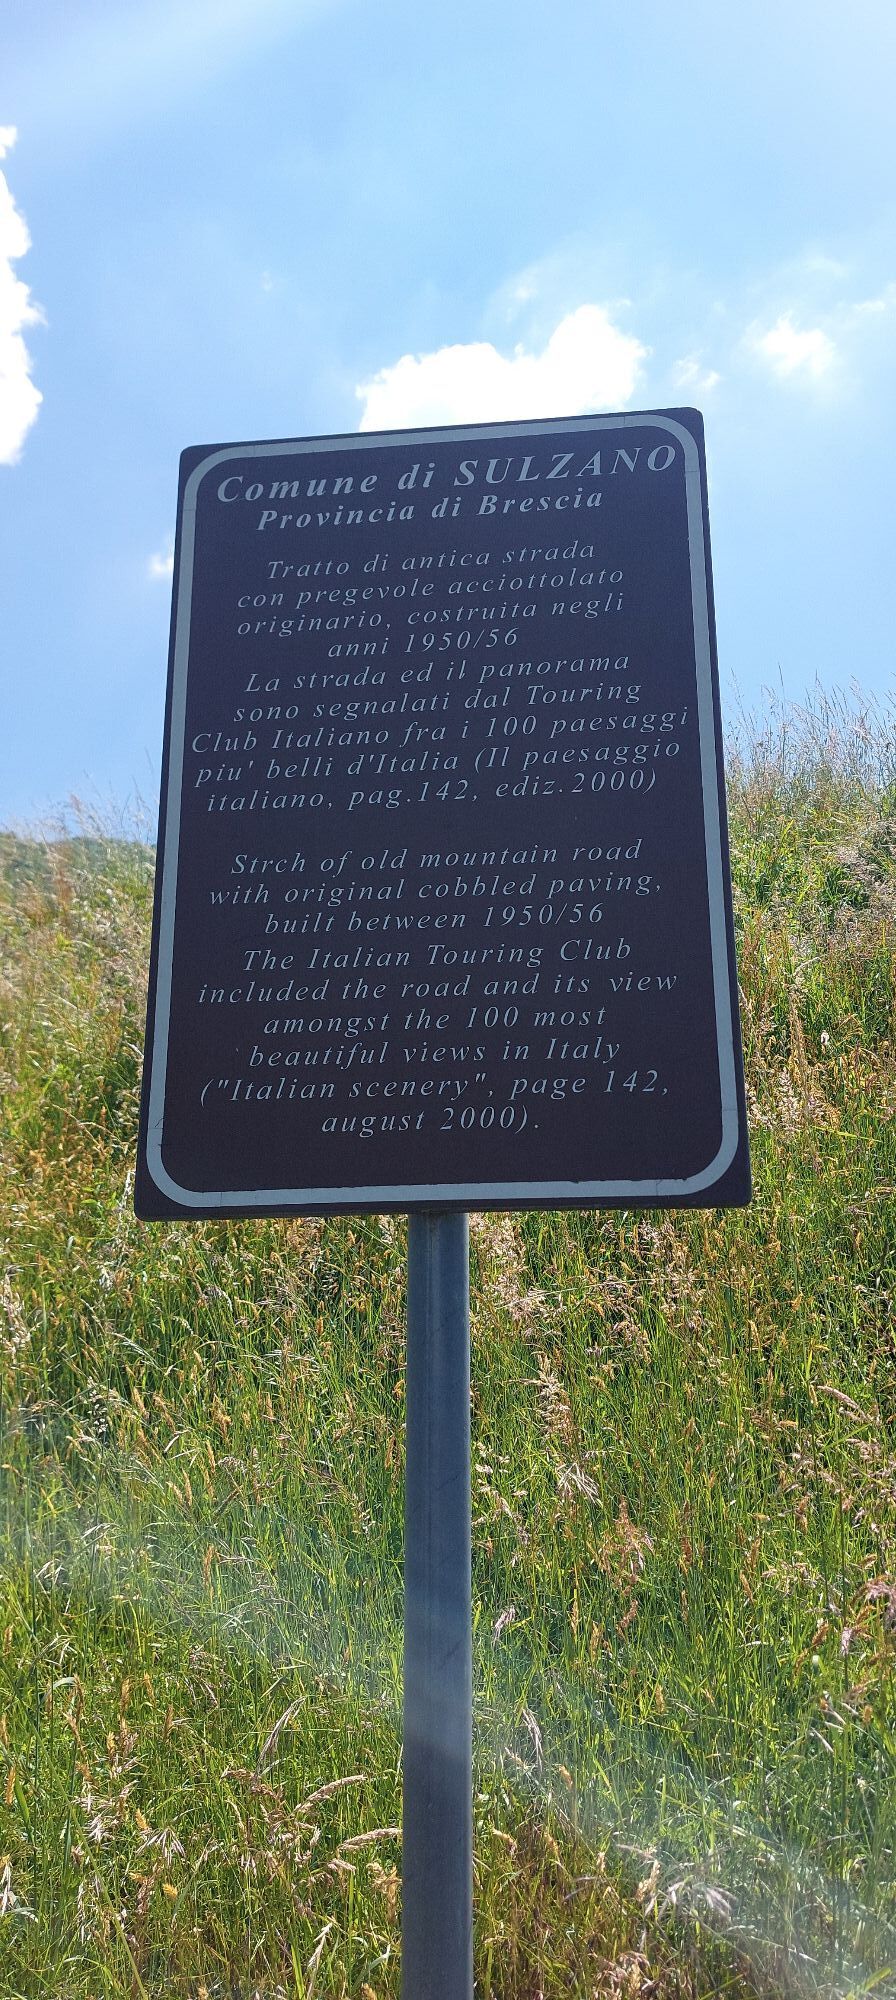 Comune di SULZANO
Provincia di Brescia
Tratto di antica strada
con pregevole acciottolato
originario, costruita negli
anni 1950/56
La strada ed il panorama
sono segnalati dal Touring
Club Italiano fra i 100 paesaggi
piu' belli d'Italia (Il paesaggio
italiano, pag.142, ediz.2000)
Strch of old mountain road
with original cobbled paving,
built between 1950/56
The Italian Touring Club
included the road and its view
amongst the 100 most
beautiful views in Italy
("Italian scenery", page 142,
august 2000).